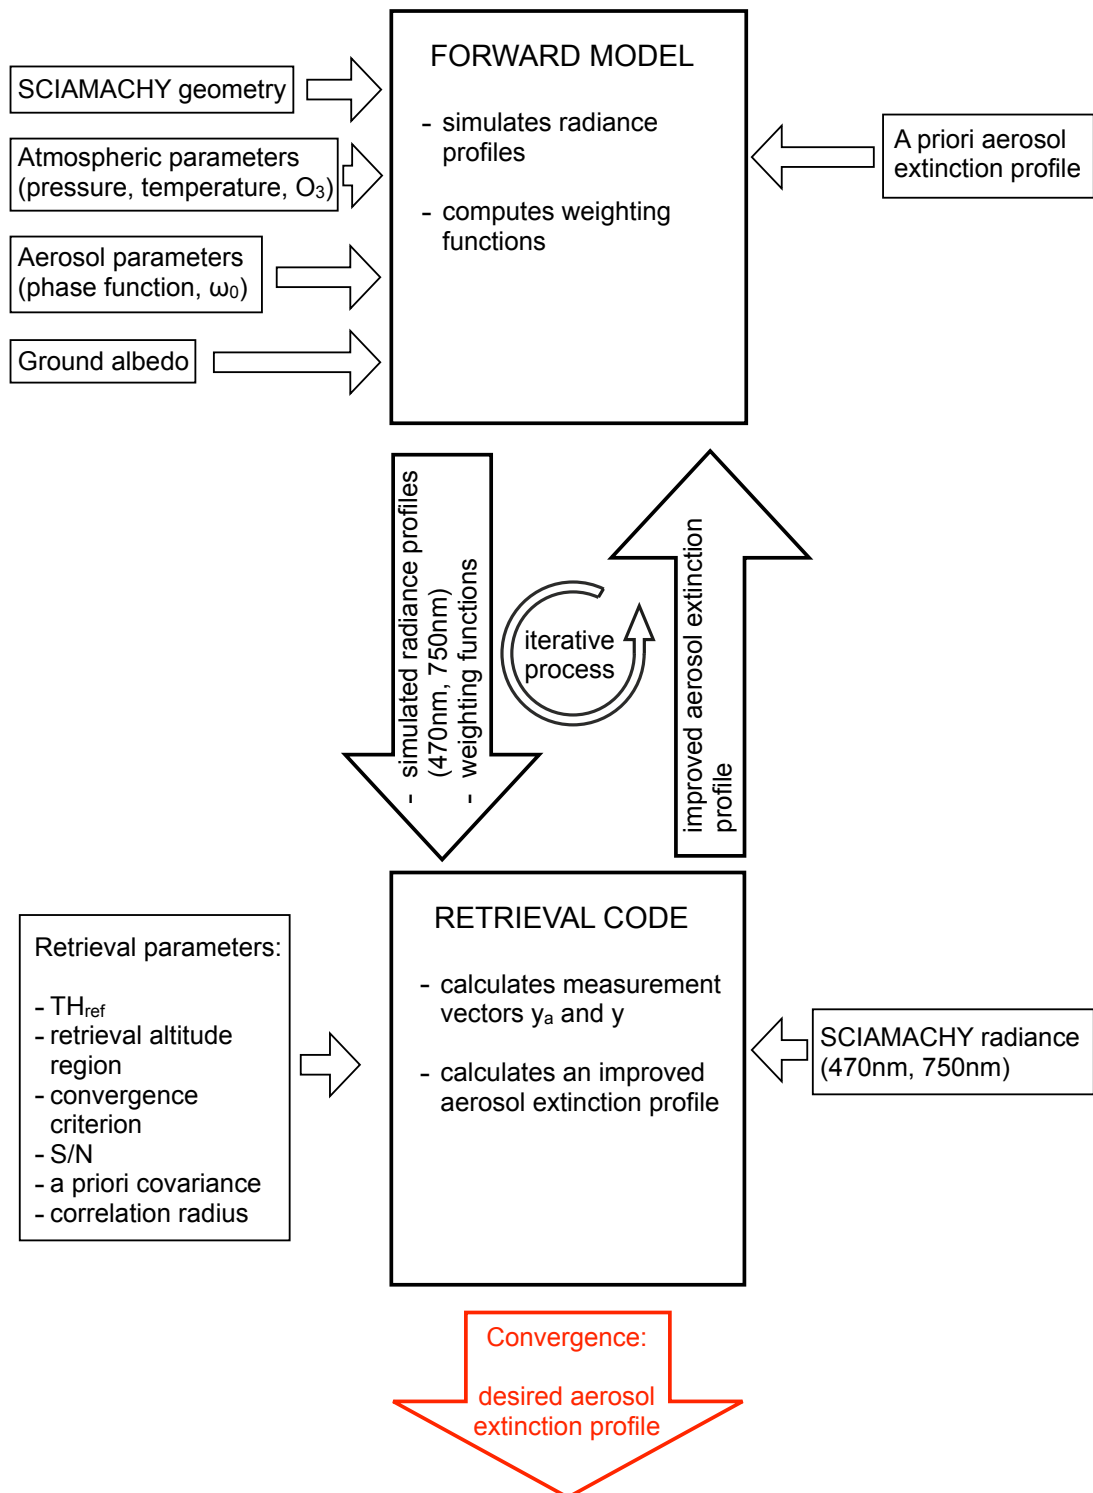 FORWARD MODEL
- simulates radiance
profiles
- computes weighting
functions
SCIAMACHY geometry
Atmospheric parameters
(pressure, temperature, O₃)
Aerosol parameters
(phase function, ω₀)
Ground albedo
A priori aerosol
extinction profile
- simulated radiance profiles
(470nm, 750nm)
- weighting functions
iterative
process
improved aerosol extinction
profile
RETRIEVAL CODE
- calculates measurement
vectors yₐ and y
- calculates an improved
aerosol extinction profile
Retrieval parameters:
- TH_ref
- retrieval altitude
region
- convergence
criterion
- S/N
- a priori covariance
- correlation radius
SCIAMACHY radiance
(470nm, 750nm)
Convergence:
desired aerosol
extinction profile